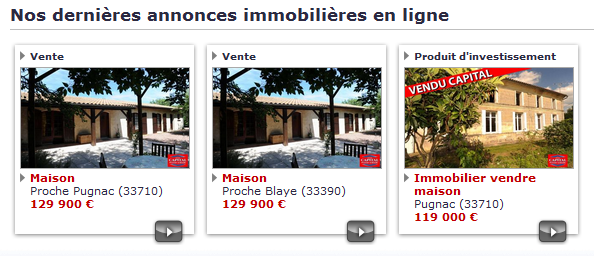 Nos dernières annonces immobilières en ligne
Vente
Maison
Proche Pugnac (33710)
129 900 €
Vente
Maison
Proche Blaye (33390)
129 900 €
Produit d'investissement
VENDU CAPITAL
Immobilier vendre
maison
Pugnac (33710)
119 000 €
CAPITAL
CAPITAL
CAPITAL